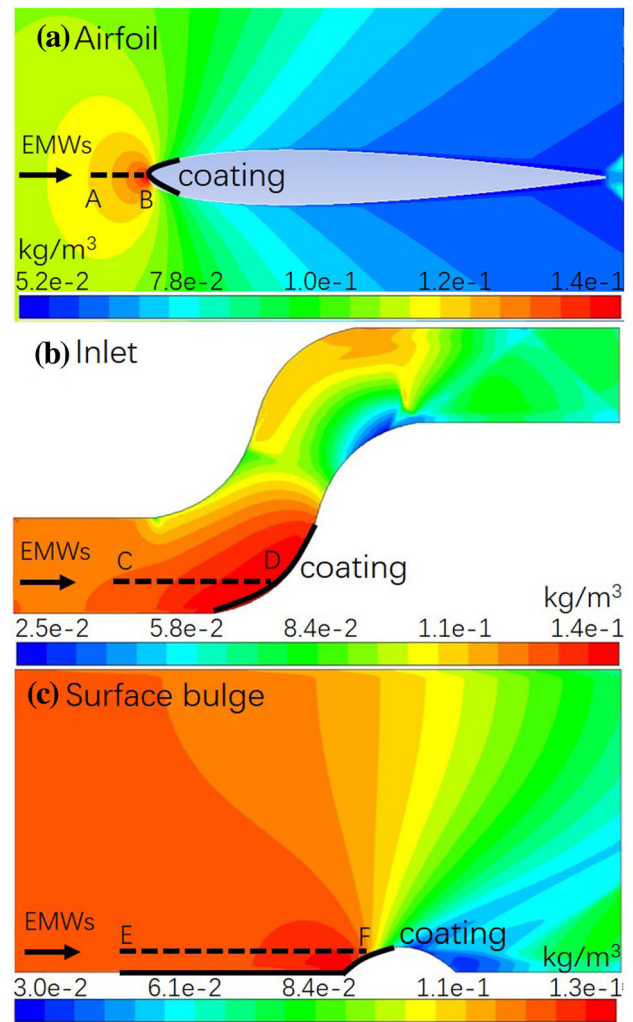 (a) Airfoil
EMWs
A B coating
kg/m³
5.2e-2 7.8e-2 1.0e-1 1.2e-1 1.4e-1
(b) Inlet
EMWs
C D coating
kg/m³
2.5e-2 5.8e-2 8.4e-2 1.1e-1 1.4e-1
(c) Surface bulge
EMWs
E F coating
kg/m³
3.0e-2 6.1e-2 8.4e-2 1.1e-1 1.3e-1